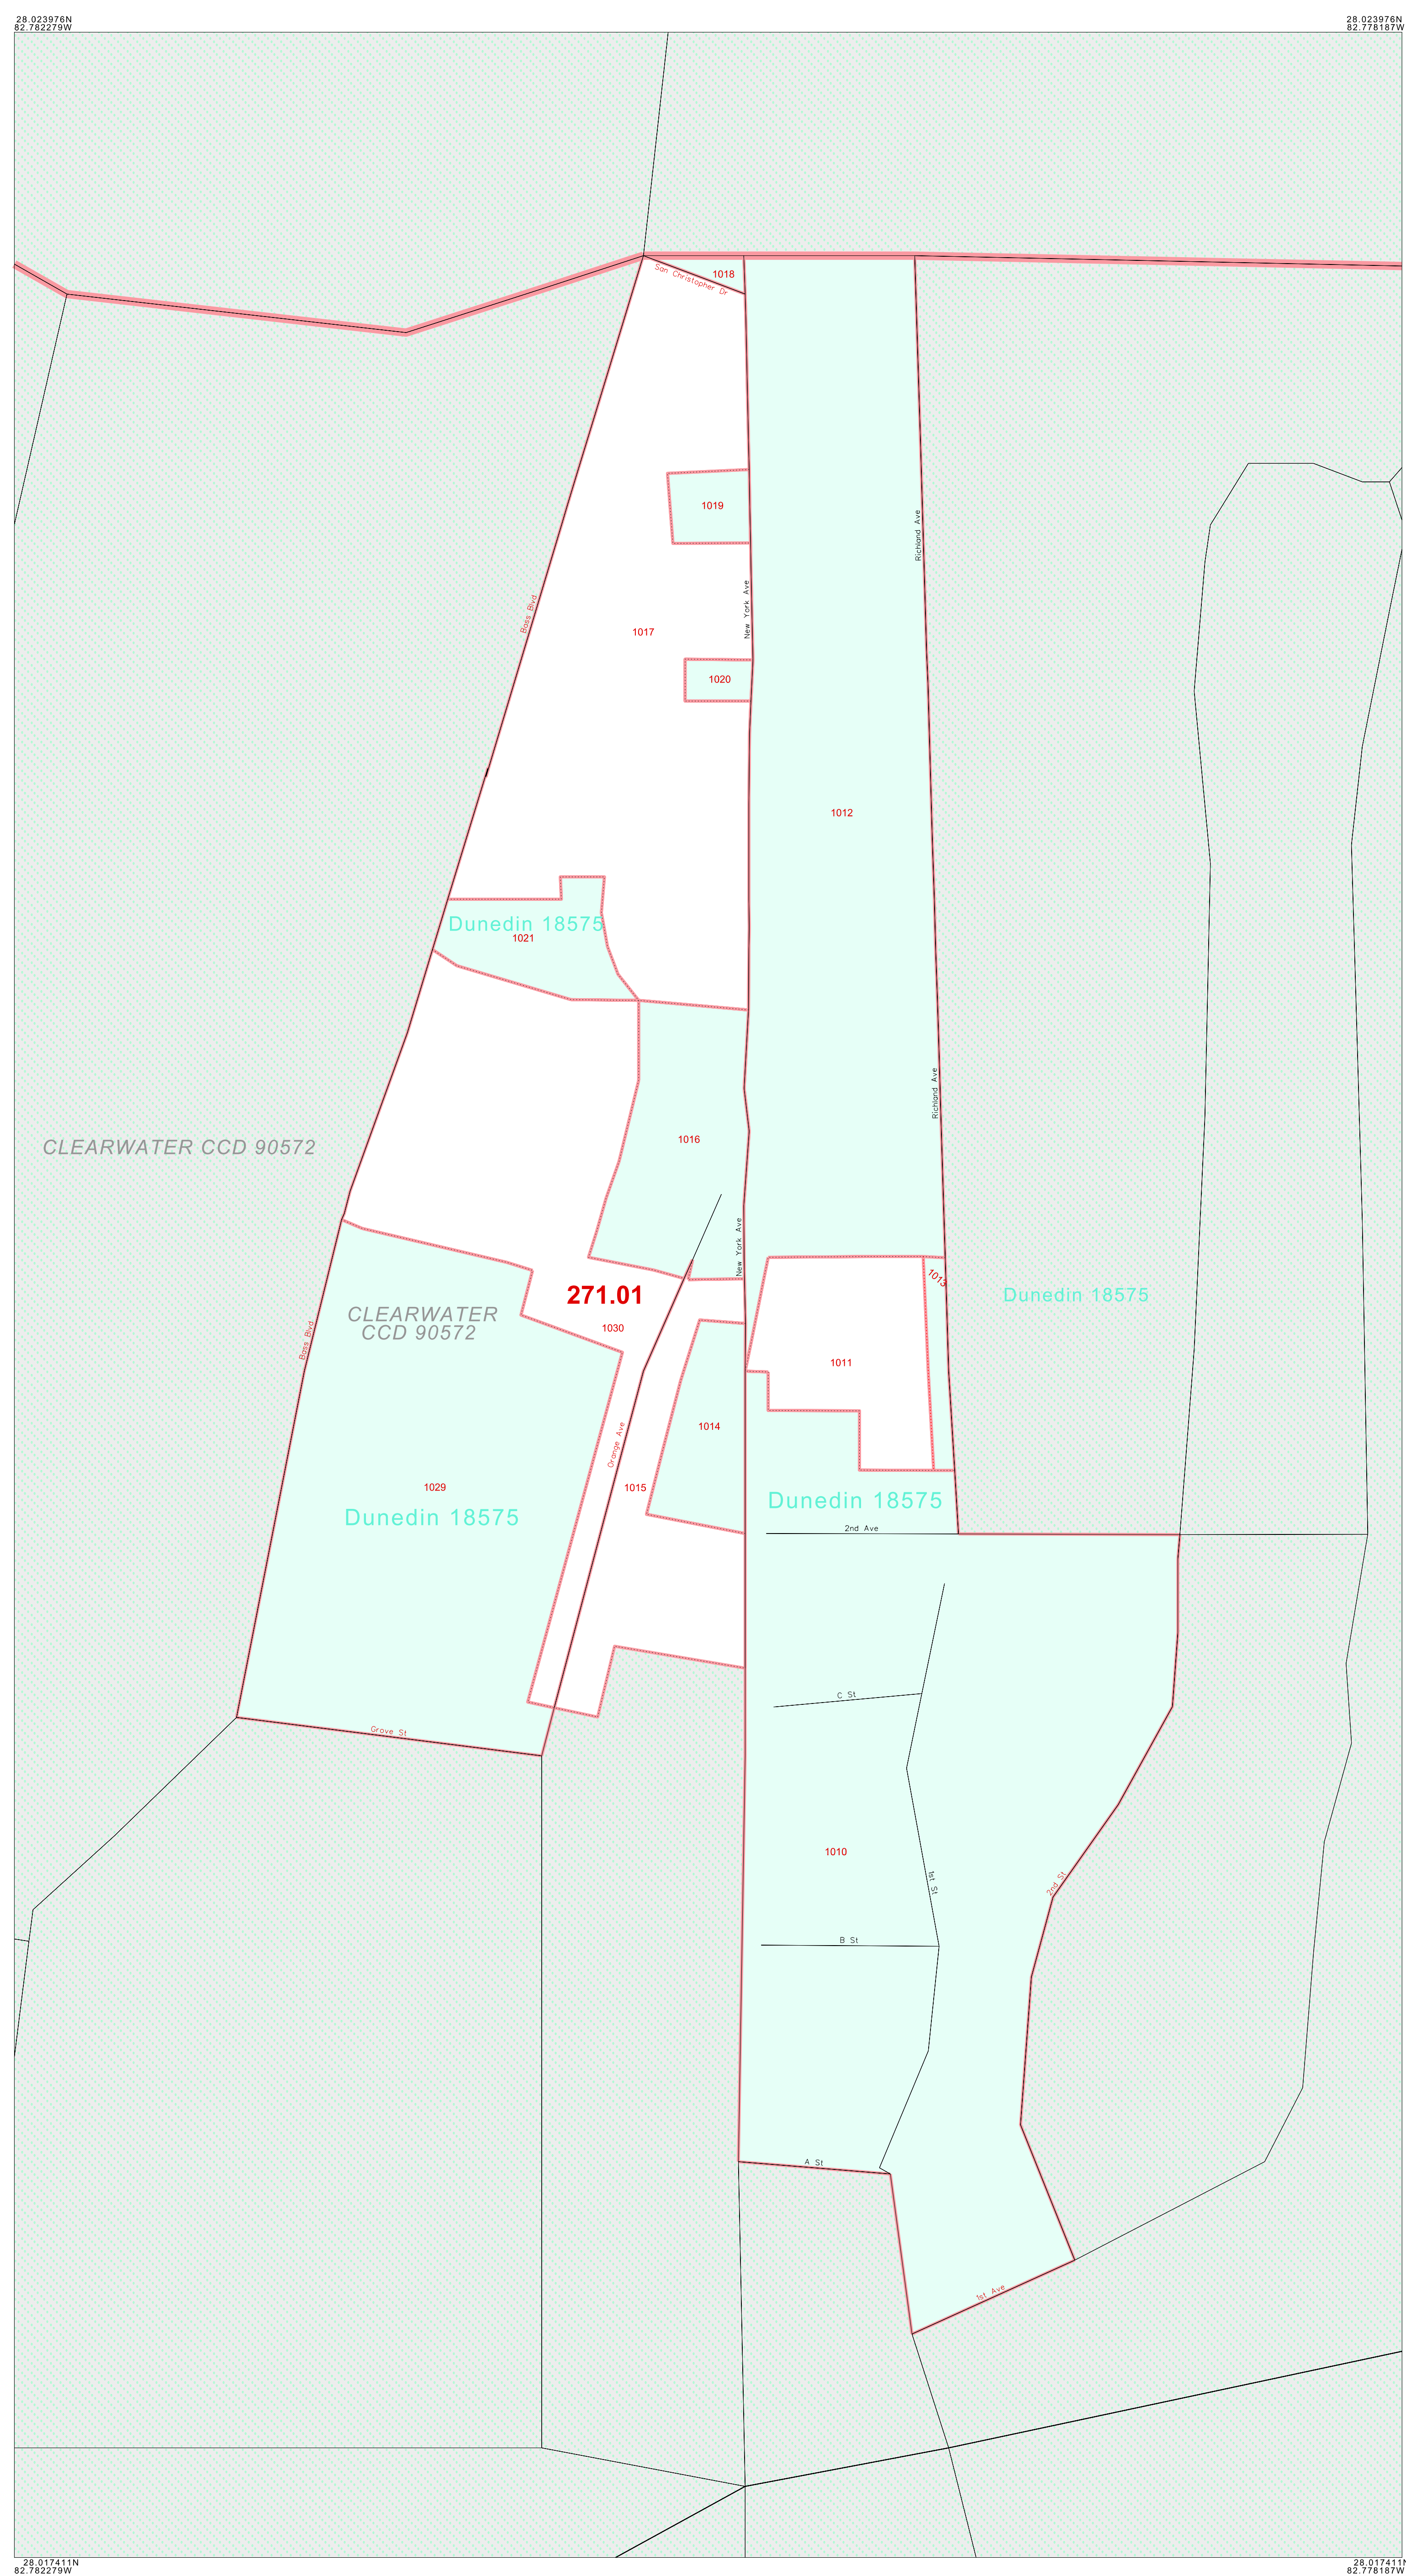 28.023976N
82.782279W
28.023976N
82.778187W
San Christopher Dr
1018
1019
Richland Ave
New York Ave
Bass Blvd
1017
1020
1012
Dunedin 18575
1021
Richland Ave
CLEARWATER CCD 90572
1016
New York Ave
1013
271.01
Dunedin 18575
CLEARWATER
CCD 90572
1030
Bass Blvd
1011
1014
Orange Ave
1029
1015
Dunedin 18575
Dunedin 18575
2nd Ave
C St
Grove St
1010
1st St
2nd St
B St
A St
1st Ave
28.017411N
82.782279W
28.017411N
82.778187W